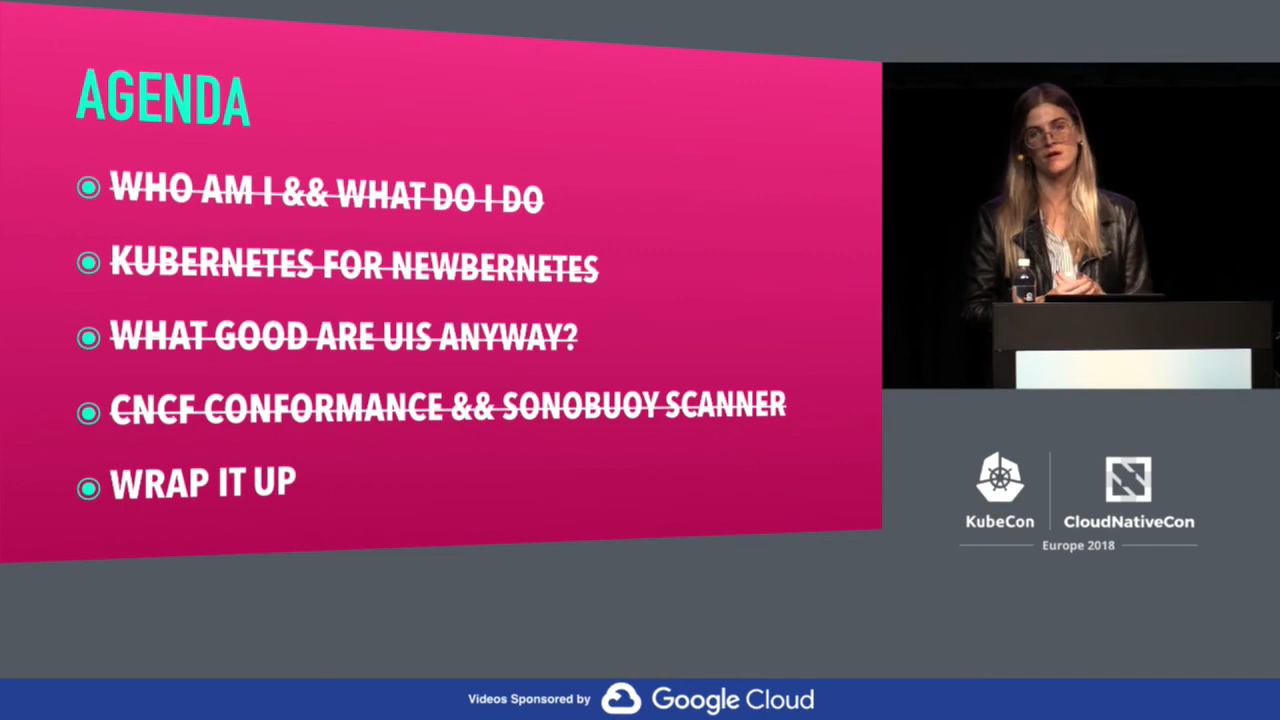 AGENDA
WHO AM I && WHAT DO I DO
KUBERNETES FOR NEWBERNETES
WHAT GOOD ARE UIS ANYWAY?
CNCF CONFORMANCE && SONOBUOY SCANNER
WRAP IT UP
KubeCon
CloudNativeCon
Europe 2018
Videos Sponsored by Google Cloud